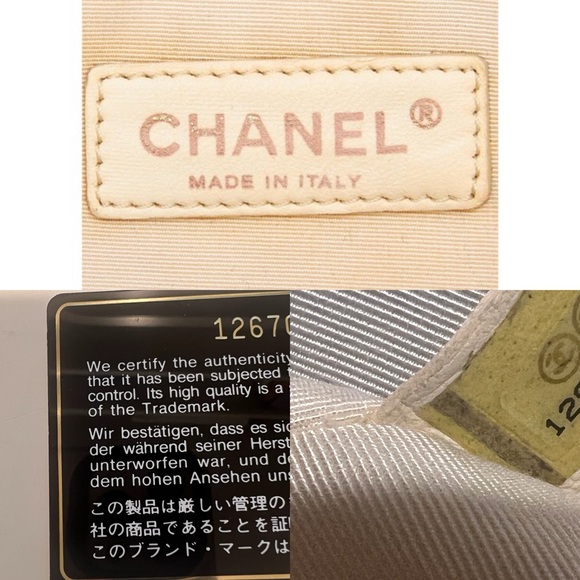 CHANEL®
MADE IN ITALY
12670
We certify the authenticity
that it has been subjected
control. Its high quality is a
of the Trademark.
Wir bestätigen, dass es sic
der während seiner Herst
unterworfen war, und de
dem hohen Ansehen uns
この製品は厳しい管理の
社の商品であることを証
このブランド・マークは